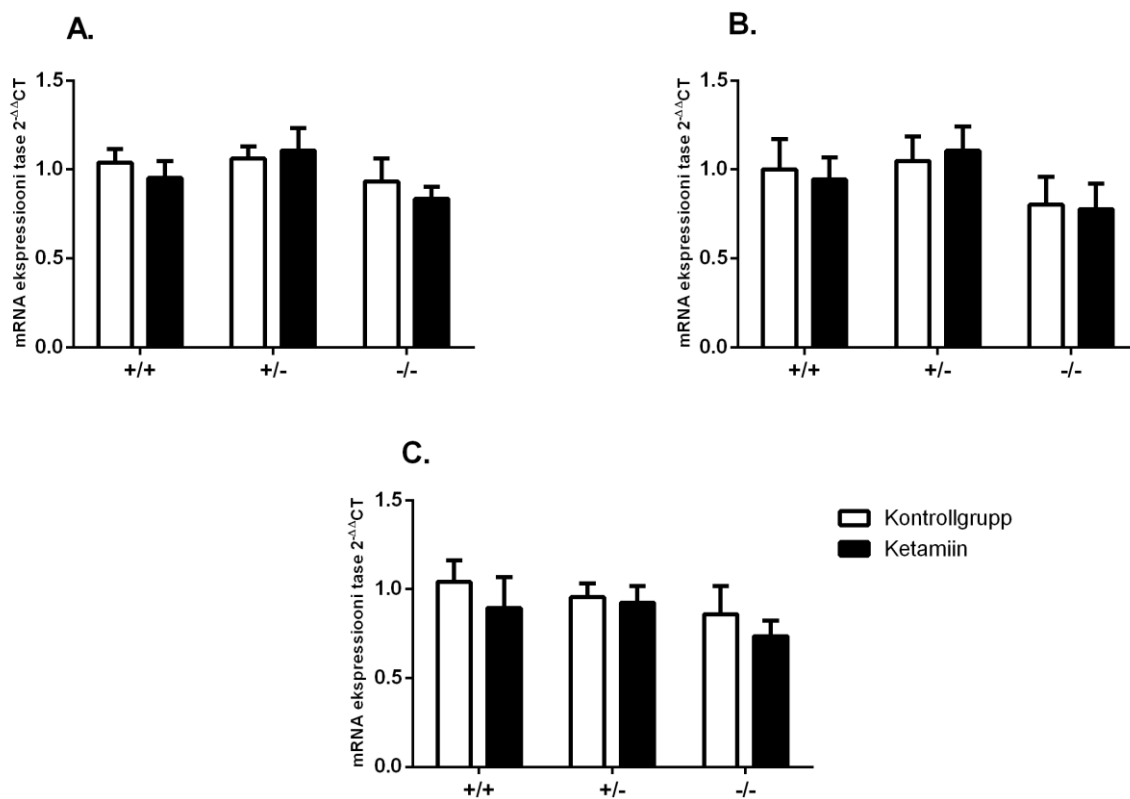 A.
mRNA ekspressiooni tase 2-ΔΔCT
1.5
1.0
0.5
0.0
+/+ +/- -/-
B.
mRNA ekspressiooni tase 2-ΔΔCT
1.5
1.0
0.5
0.0
+/+ +/- -/-
C.
mRNA ekspressiooni tase 2-ΔΔCT
1.5
1.0
0.5
0.0
+/+ +/- -/-
Kontrollgrupp
Ketamiin